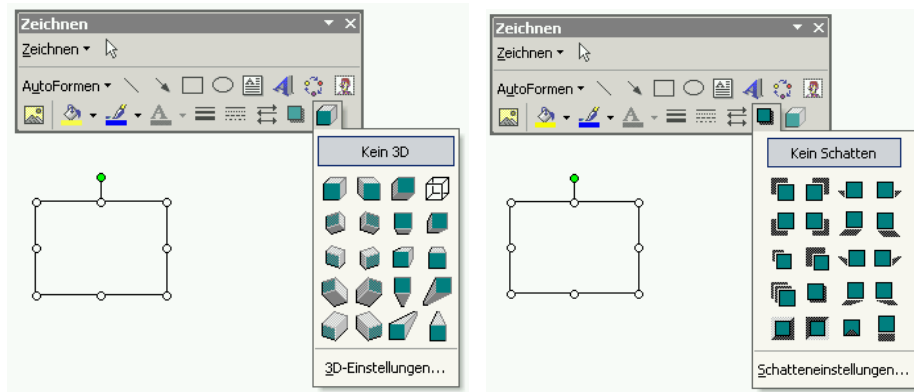 Zeichnen
Zeichnen
AutoFormen
Kein 3D
3D-Einstellungen...
Zeichnen
Zeichnen
AutoFormen
Kein Schatten
Schatteneinstellungen...